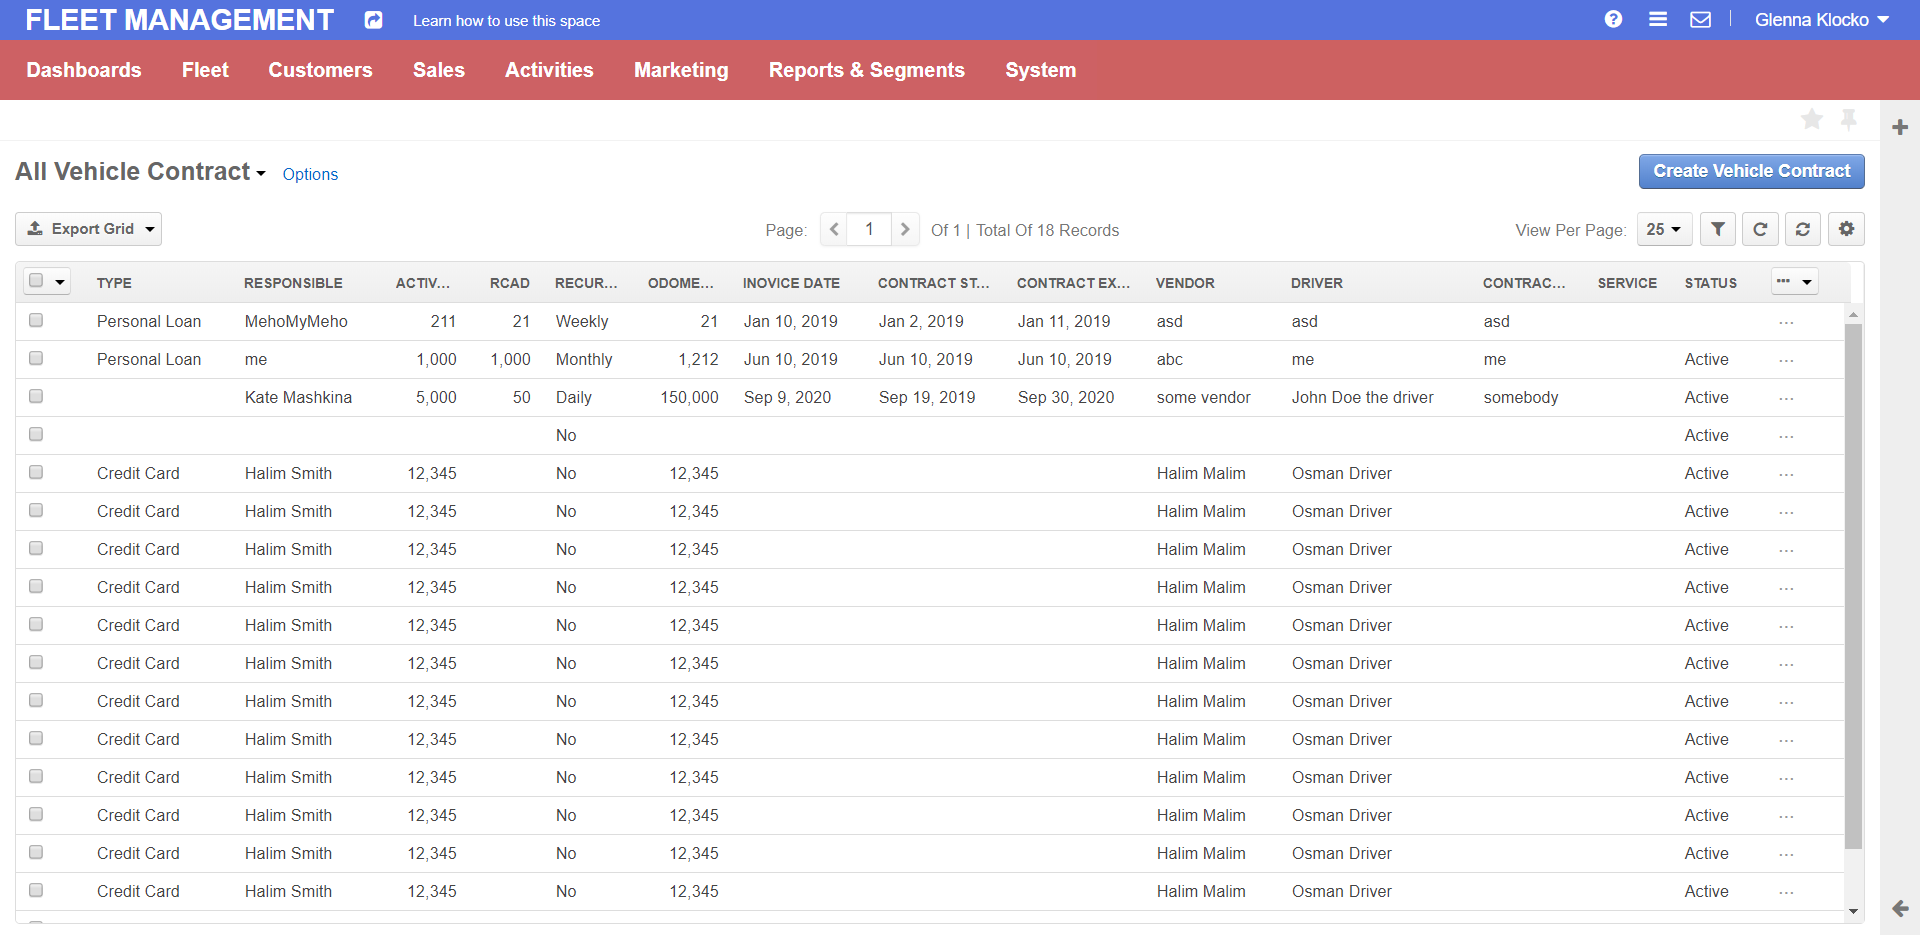 FLEET MANAGEMENT Learn how to use this space Glenna Klocko
Dashboards Fleet Customers Sales Activities Marketing Reports & Segments System
All Vehicle Contract Options Create Vehicle Contract
Export Grid Page: 1 Of 1 | Total Of 18 Records View Per Page: 25
TYPE RESPONSIBLE ACTIV... RCAD RECUR... ODOME... INOVICE DATE CONTRACT ST... CONTRACT EX... VENDOR DRIVER CONTRAC... SERVICE STATUS
Personal Loan MehoMyMeho 211 21 Weekly 21 Jan 10, 2019 Jan 2, 2019 Jan 11, 2019 asd asd asd
Personal Loan me 1,000 1,000 Monthly 1,212 Jun 10, 2019 Jun 10, 2019 Jun 10, 2019 abc me me Active
Kate Mashkina 5,000 50 Daily 150,000 Sep 9, 2020 Sep 19, 2019 Sep 30, 2020 some vendor John Doe the driver somebody Active
No Active
Credit Card Halim Smith 12,345 No 12,345 Halim Malim Osman Driver Active
Credit Card Halim Smith 12,345 No 12,345 Halim Malim Osman Driver Active
Credit Card Halim Smith 12,345 No 12,345 Halim Malim Osman Driver Active
Credit Card Halim Smith 12,345 No 12,345 Halim Malim Osman Driver Active
Credit Card Halim Smith 12,345 No 12,345 Halim Malim Osman Driver Active
Credit Card Halim Smith 12,345 No 12,345 Halim Malim Osman Driver Active
Credit Card Halim Smith 12,345 No 12,345 Halim Malim Osman Driver Active
Credit Card Halim Smith 12,345 No 12,345 Halim Malim Osman Driver Active
Credit Card Halim Smith 12,345 No 12,345 Halim Malim Osman Driver Active
Credit Card Halim Smith 12,345 No 12,345 Halim Malim Osman Driver Active
Credit Card Halim Smith 12,345 No 12,345 Halim Malim Osman Driver Active
Credit Card Halim Smith 12,345 No 12,345 Halim Malim Osman Driver Active